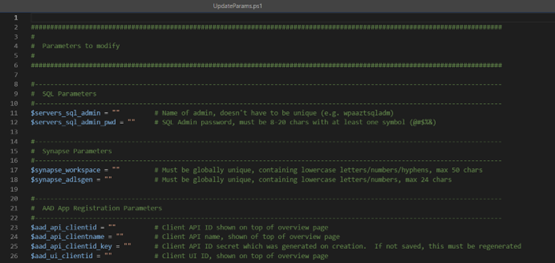 UpdateParams.ps1
1
2 ####################################################################################################
3 #
4 #  Parameters to modify
5 #
6 ####################################################################################################
7
8 #---------------------------------------------------------------------------------------------------
9 #  SQL Parameters
10 #---------------------------------------------------------------------------------------------------
11 $servers_sql_admin = ""        # Name of admin, doesn't have to be unique (e.g. wpaaztsqladm)
12 $servers_sql_admin_pwd = ""    # SQL Admin password, must be 8-20 chars with at least one symbol (@#$%&)
13
14 #---------------------------------------------------------------------------------------------------
15 #  Synapse Parameters
16 #---------------------------------------------------------------------------------------------------
17 $synapse_workspace = ""        # Must be globally unique, containing lowercase letters/numbers/hyphens, max 50 chars
18 $synapse_adlsgen = ""          # Must be globally unique, containing lowercase letters/numbers, max 24 chars
19
20 #---------------------------------------------------------------------------------------------------
21 #  AAD App Registration Parameters
22 #---------------------------------------------------------------------------------------------------
23 $aad_api_clientid = ""         # Client API ID shown on top of overview page
24 $aad_api_clientname = ""       # Client API name, shown on top of overview page
25 $aad_api_clientid_key = ""     # Client API ID secret which was generated on creation.  If not saved, this must be regenerated
26 $aad_ui_clientid = ""          # Client UI ID, shown on top of overview page